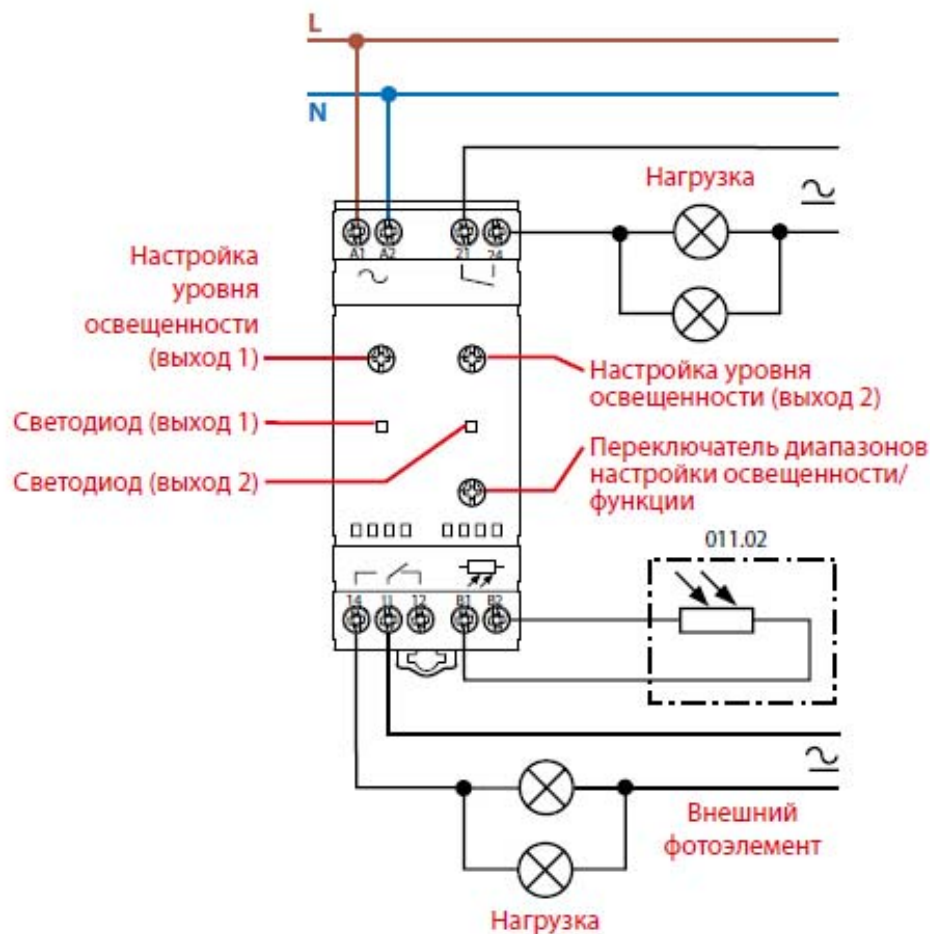 L
N
Нагрузка
A1 A2 21 24
Настройка
уровня
освещенности
(выход 1)
Настройка уровня
освещенности (выход 2)
Светодиод (выход 1)
Переключатель диапазонов
настройки освещенности/
функции
Светодиод (выход 2)
011.02
14 11 12 B1 B2
Внешний
фотоэлемент
Нагрузка